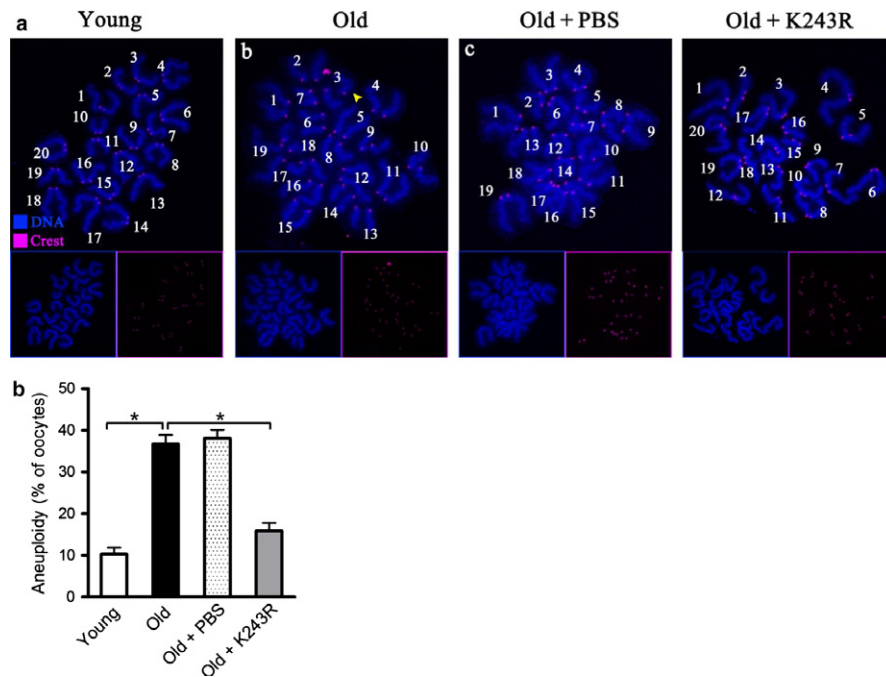 a Young Old Old + PBS Old + K243R
b c
3
2 4
1 5 6
10
11 9 7
20 16 12 8
19 15
18 13
17 14
2 3
4
1 7 5
6 9 10
19 18
17 8 11
16 12
15 14 13
3 4
2 8
1 6 7 9
13 12 10
18 14 11
19 17 15
16
2 3 4
1 17 16 5
20 14 15 9
19 18 13 10 7 6
12 11 8
DNA
Crest
b
Aneuploidy (% of oocytes)
50
40
30
20
10
0
* *
Young
Old
Old + PBS
Old + K243R